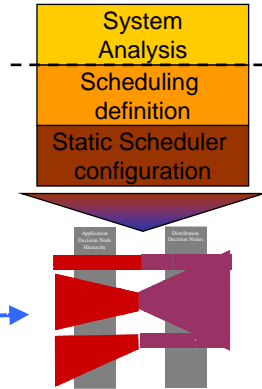 System
Analysis
Scheduling
definition
Static Scheduler
configuration
Application
Decision Node
Hierarchy
Distribution
Decision Nodes